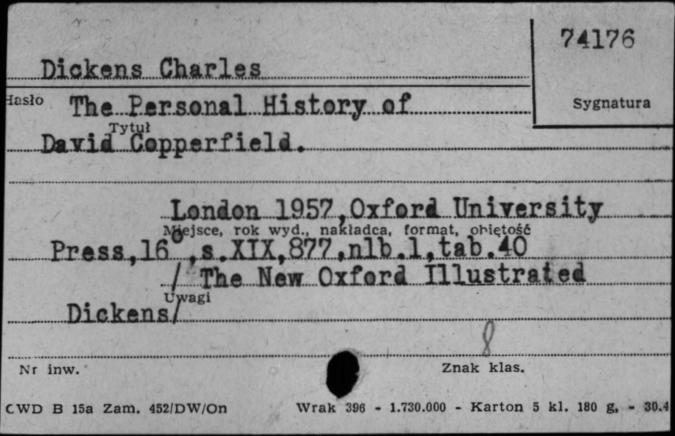 74176
Dickens Charles
Hasło The Personal History of
Sygnatura
Tytuł
David Copperfield.
London 1957, Oxford University
Miejsce, rok wyd., nakładca, format, objętość
Press, 16°, s.XIX, 877, nlb.1, tab.40
/ The New Oxford Illustrated
Uwagi
Dickens/
8
Nr inw.
Znak klas.
CWD B 15a Zam. 452/DW/On Wrak 396 - 1.730.000 - Karton 5 kl. 180 g. - 30.4